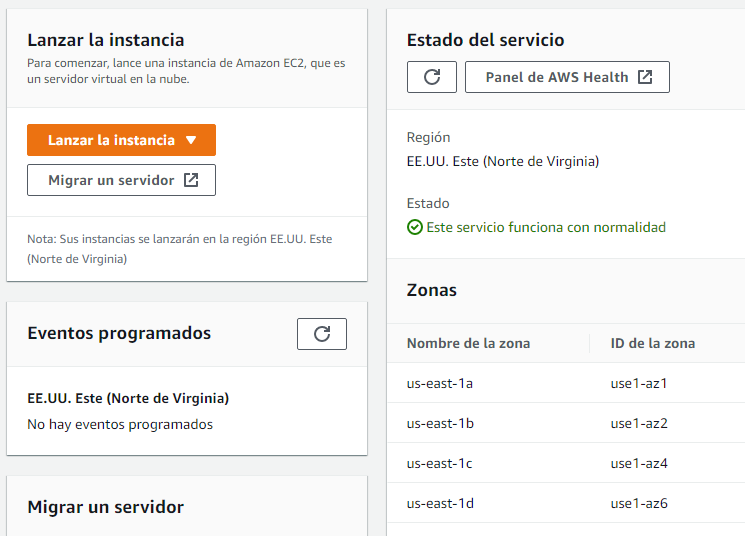 Lanzar la instancia
Para comenzar, lance una instancia de Amazon EC2, que es
un servidor virtual en la nube.
Lanzar la instancia
Migrar un servidor
Nota: Sus instancias se lanzarán en la región EE.UU. Este
(Norte de Virginia)
Eventos programados
EE.UU. Este (Norte de Virginia)
No hay eventos programados
Migrar un servidor
Estado del servicio
Panel de AWS Health
Región
EE.UU. Este (Norte de Virginia)
Estado
Este servicio funciona con normalidad
Zonas
Nombre de la zona ID de la zona
us-east-1a use1-az1
us-east-1b use1-az2
us-east-1c use1-az4
us-east-1d use1-az6